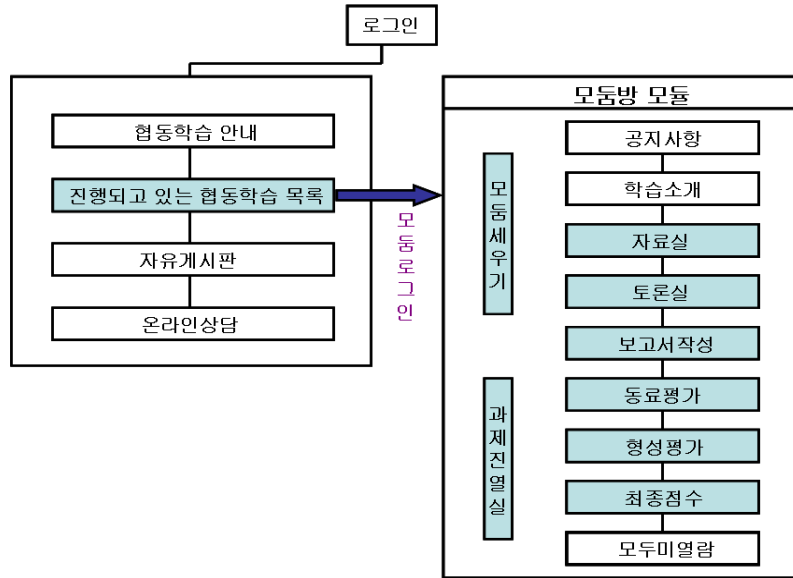 로그인
협동학습 안내
진행되고 있는 협동학습 목록
자유게시판
온라인상담
모둠로그인
모둠방 모듈
모둠세우기
과제진열실
공지사항
학습소개
자료실
토론실
보고서작성
동료평가
형성평가
최종점수
모두미열람